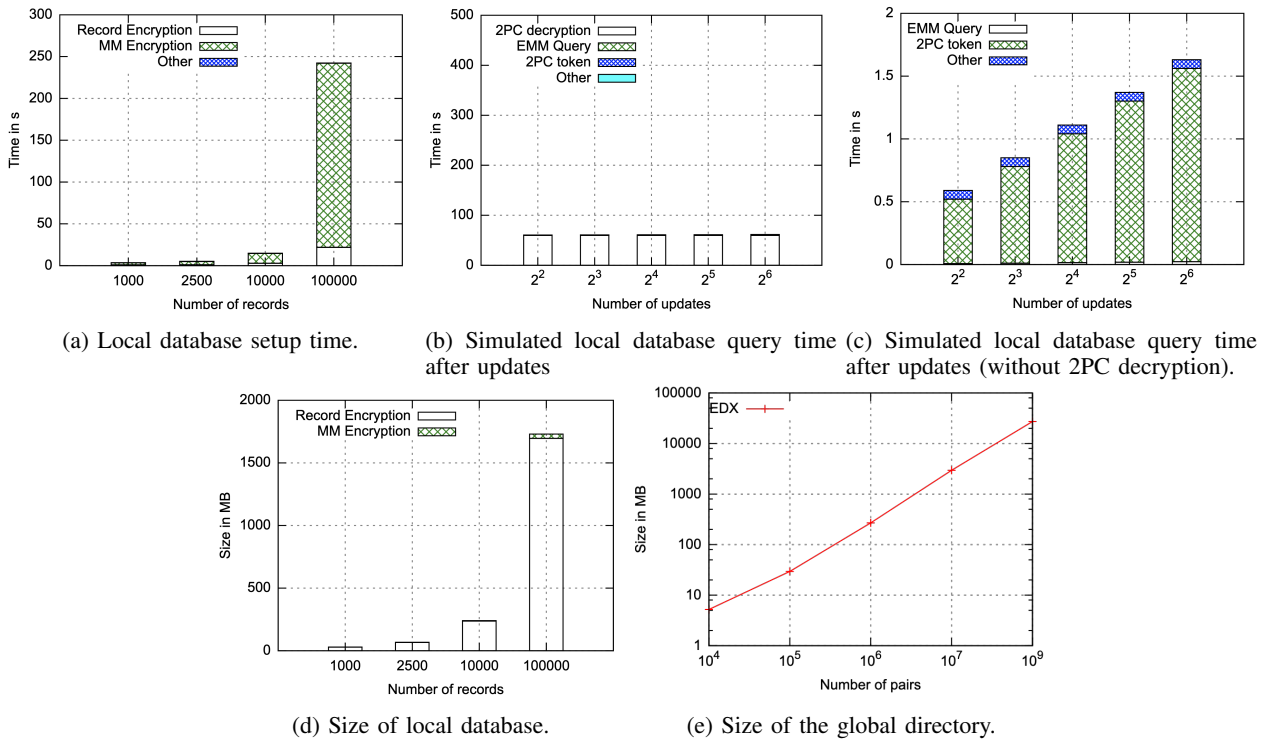 300
250
200
150
100
50
0
Time in s
Record Encryption
MM Encryption
Other
1000 2500 10000 100000
Number of records
(a) Local database setup time.
500
400
300
200
100
0
Time in s
2PC decryption
EMM Query
2PC token
Other
2^2 2^3 2^4 2^5 2^6
Number of updates
(b) Simulated local database query time
after updates
2
1.5
1
0.5
0
Time in s
EMM Query
2PC token
Other
2^2 2^3 2^4 2^5 2^6
Number of updates
(c) Simulated local database query time
after updates (without 2PC decryption).
2000
1500
1000
500
0
Size in MB
Record Encryption
MM Encryption
1000 2500 10000 100000
Number of records
(d) Size of local database.
100000
10000
1000
100
10
1
Size in MB
EDX
10^4 10^5 10^6 10^7 10^9
Number of pairs
(e) Size of the global directory.